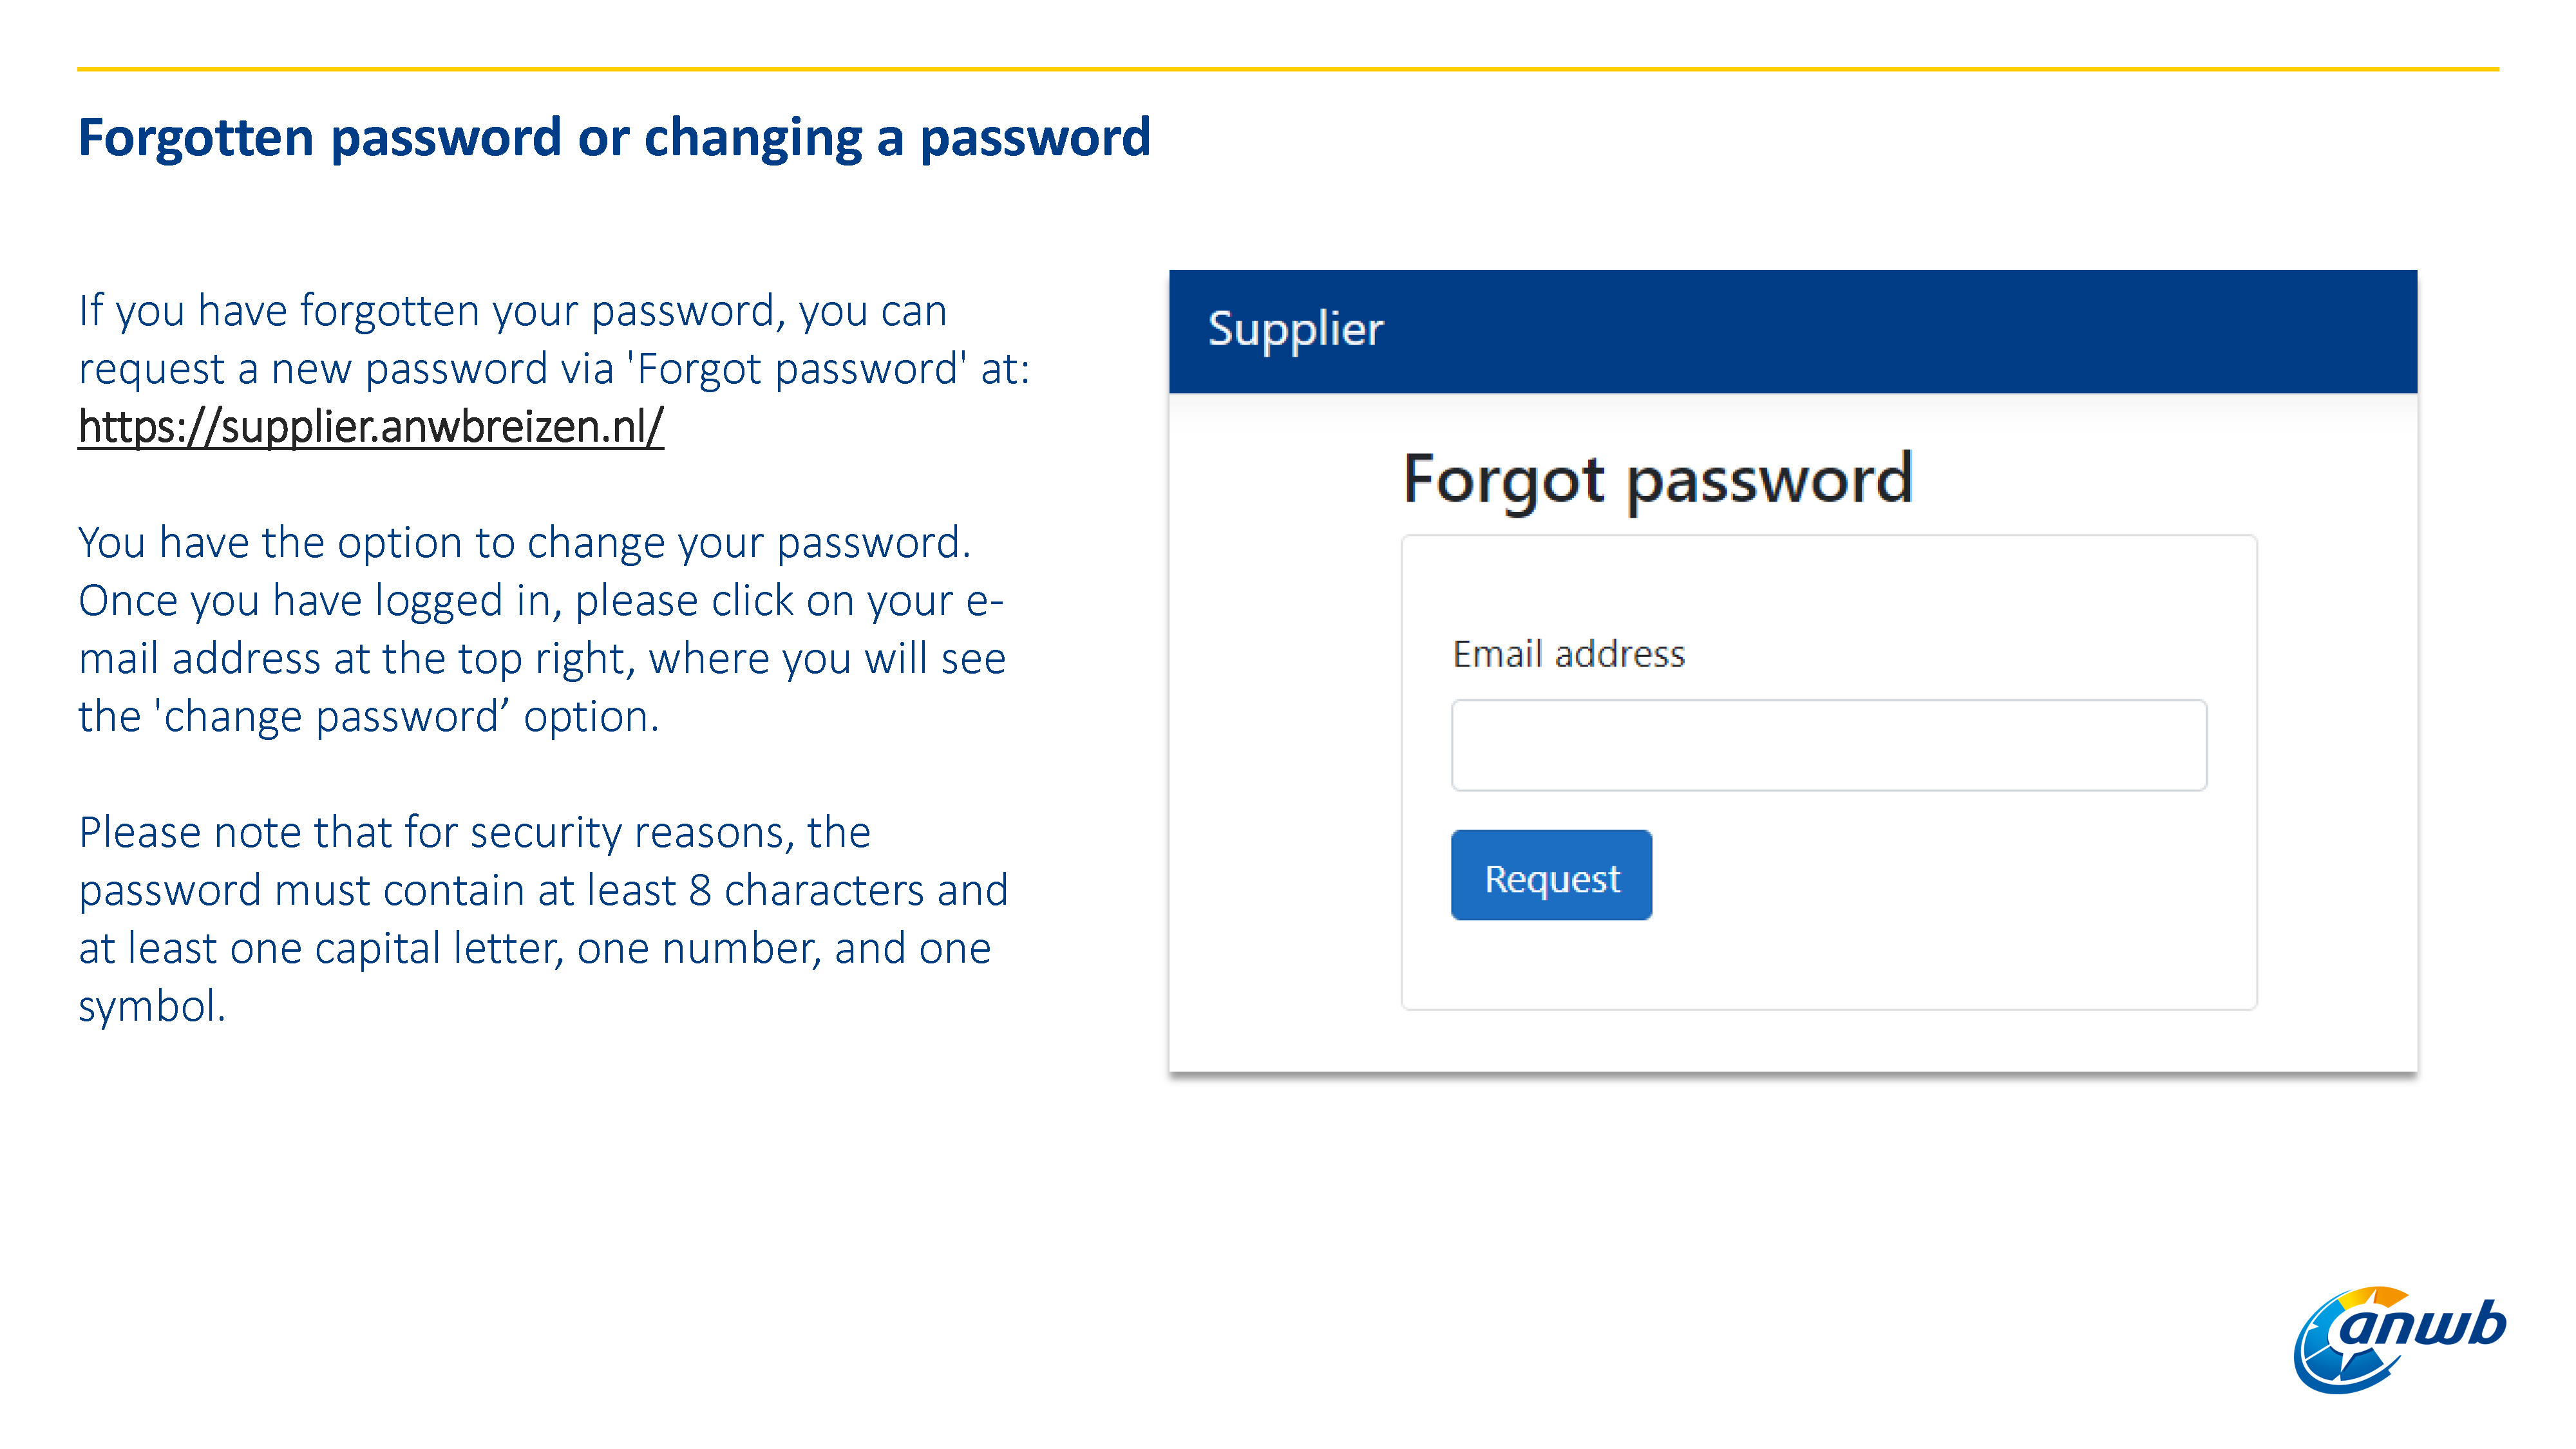 Forgotten password or changing a password
If you have forgotten your password, you can
request a new password via 'Forgot password' at:
https://supplier.anwbreizen.nl/
You have the option to change your password.
Once you have logged in, please click on your e-
mail address at the top right, where you will see
the 'change password’ option.
Please note that for security reasons, the
password must contain at least 8 characters and
at least one capital letter, one number, and one
symbol.
Supplier
Forgot password
Email address
Request
anwb